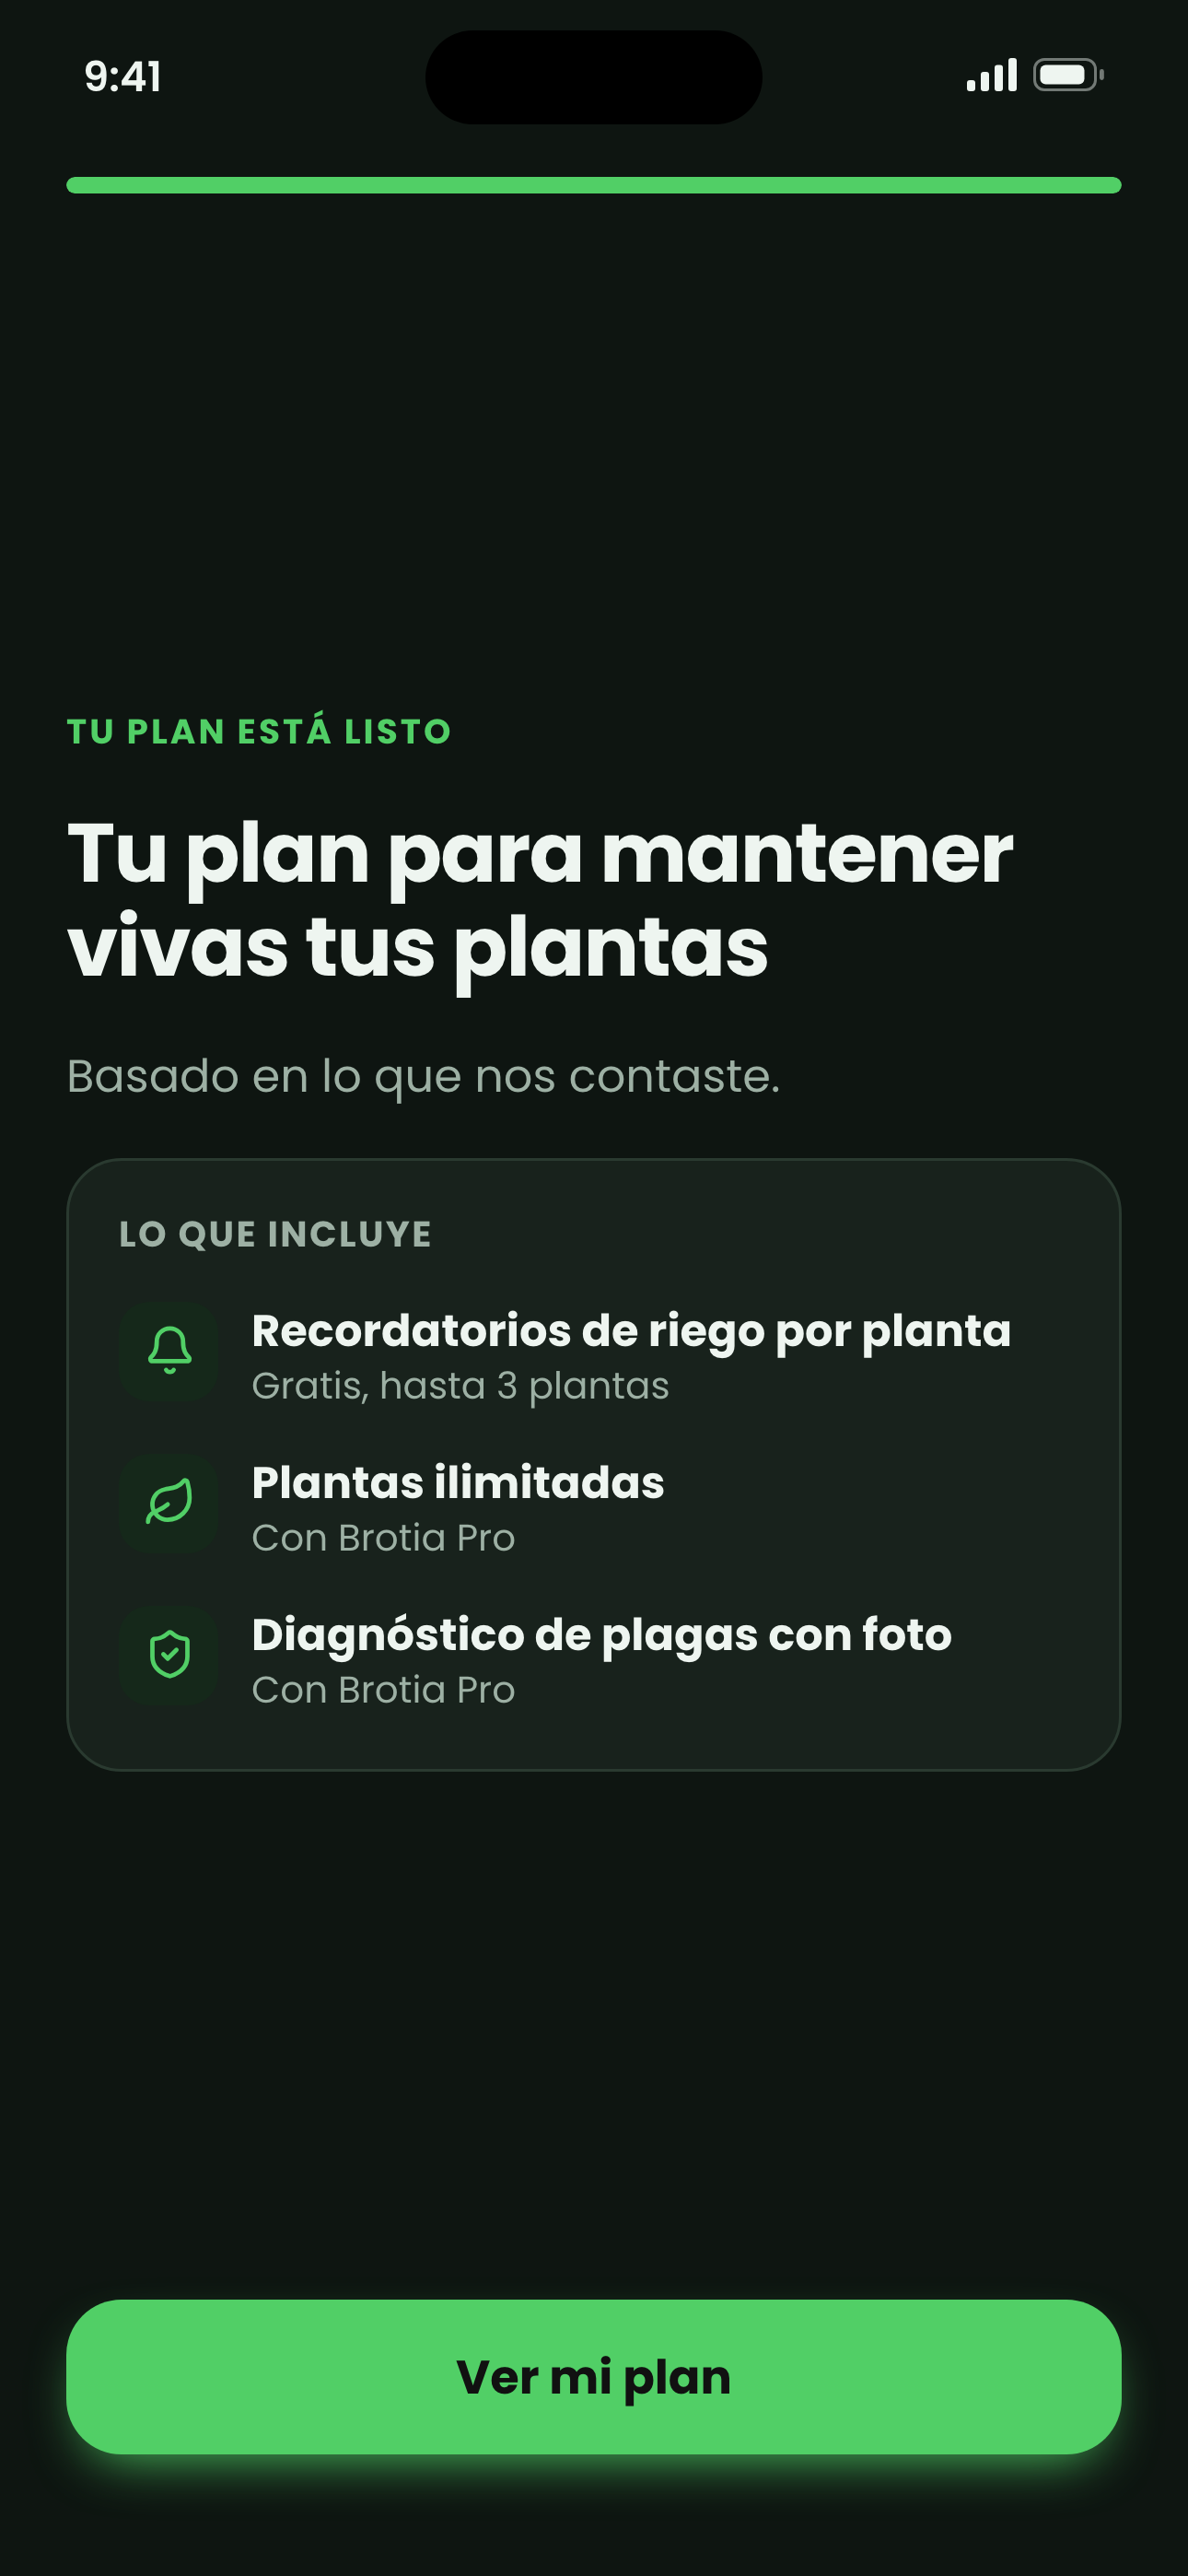 9:41
TU PLAN ESTÁ LISTO
Tu plan para mantener
vivas tus plantas
Basado en lo que nos contaste.
LO QUE INCLUYE
Recordatorios de riego por planta
Gratis, hasta 3 plantas
Plantas ilimitadas
Con Brotia Pro
Diagnóstico de plagas con foto
Con Brotia Pro
Ver mi plan